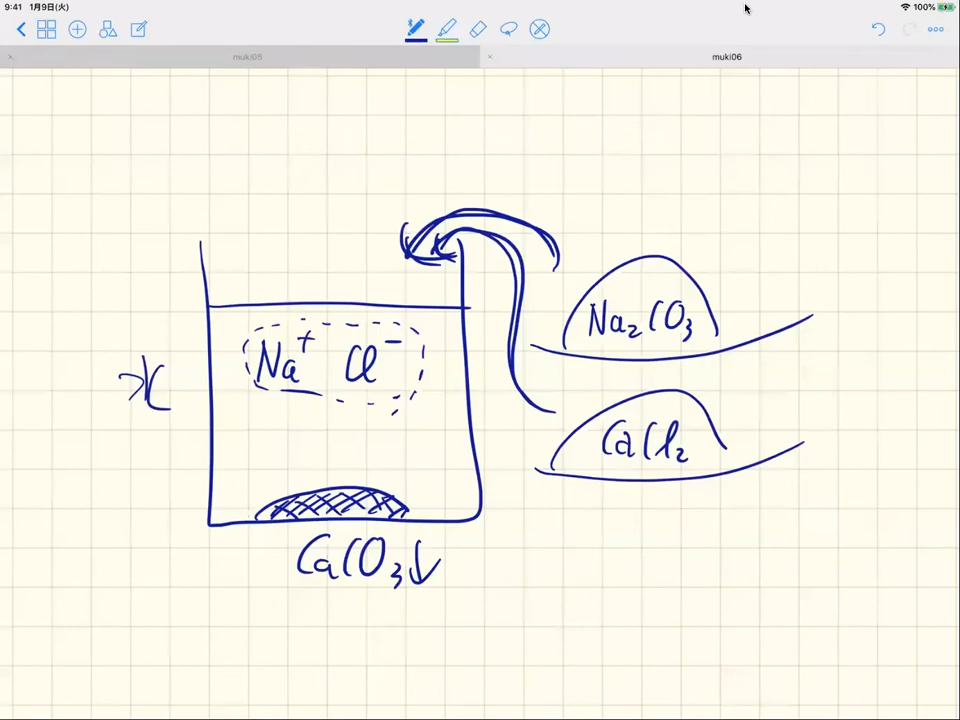 9:41 1月9日(火)
100%
muki05
muki06
Na₂CO₃
Na⁺ Cl⁻
水
CaCl₂
CaCO₃↓